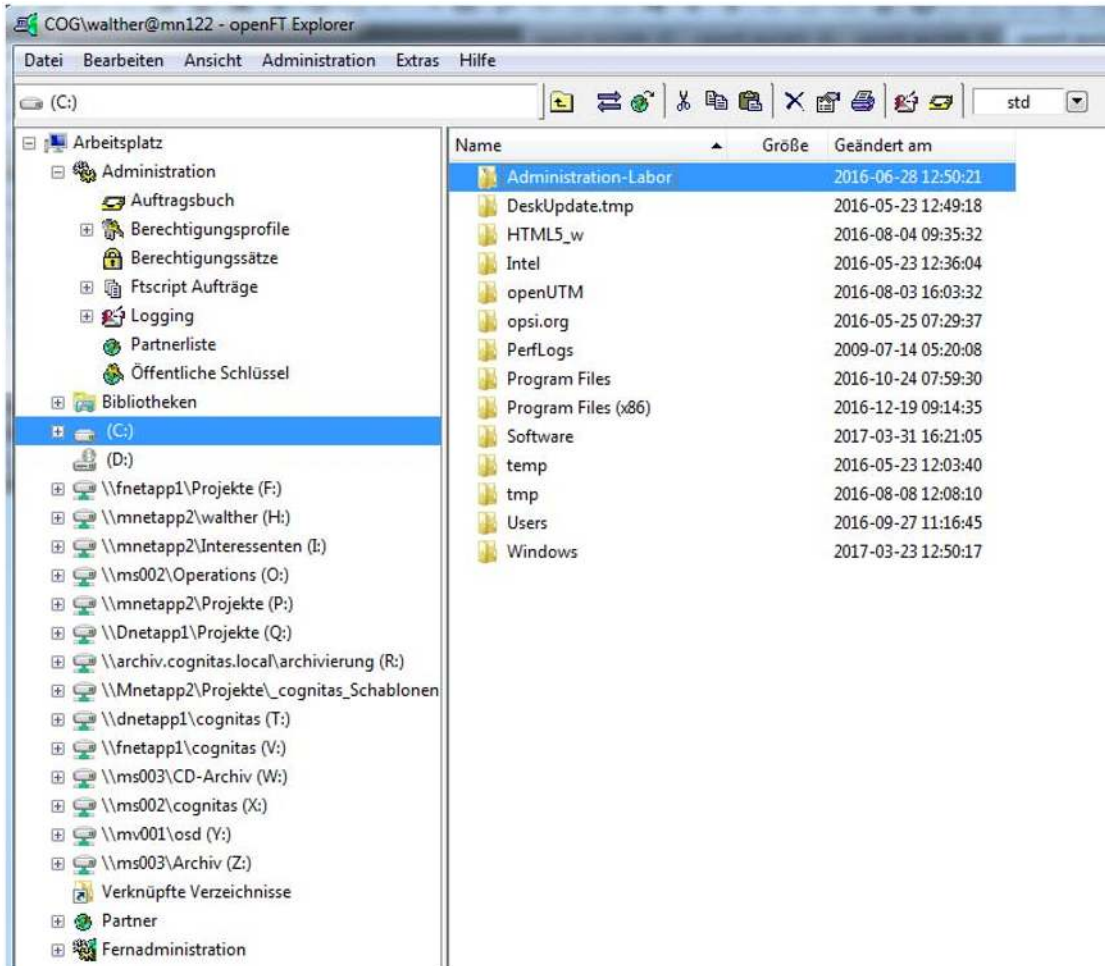 COG\walther@mn122 - openFT Explorer
Datei Bearbeiten Ansicht Administration Extras Hilfe
(C:) std
Arbeitsplatz
Administration
Auftragsbuch
Berechtigungsprofile
Berechtigungssätze
Ftscript Aufträge
Logging
Partnerliste
Öffentliche Schlüssel
Bibliotheken
(C:)
(D:)
\\fnetapp1\Projekte (F:)
\\mnetapp2\walther (H:)
\\mnetapp2\Interessenten (I:)
\\ms002\Operations (O:)
\\mnetapp2\Projekte (P:)
\\Dnetapp1\Projekte (Q:)
\\archiv.cognitas.local\archivierung (R:)
\\Mnetapp2\Projekte\_cognitas_Schablonen
\\dnetapp1\cognitas (T:)
\\fnetapp1\cognitas (V:)
\\ms003\CD-Archiv (W:)
\\ms002\cognitas (X:)
\\mv001\osd (Y:)
\\ms003\Archiv (Z:)
Verknüpfte Verzeichnisse
Partner
Fernadministration
Name Größe Geändert am
Administration-Labor 2016-06-28 12:50:21
DeskUpdate.tmp 2016-05-23 12:49:18
HTML5_w 2016-08-04 09:35:32
Intel 2016-05-23 12:36:04
openUTM 2016-08-03 16:03:32
opsi.org 2016-05-25 07:29:37
PerfLogs 2009-07-14 05:20:08
Program Files 2016-10-24 07:59:30
Program Files (x86) 2016-12-19 09:14:35
Software 2017-03-31 16:21:05
temp 2016-05-23 12:03:40
tmp 2016-08-08 12:08:10
Users 2016-09-27 11:16:45
Windows 2017-03-23 12:50:17